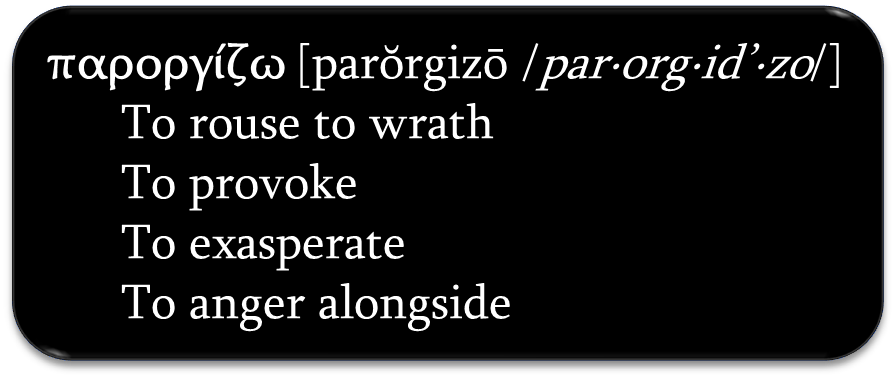 παροργίζω [parŏrgizō /par·org·id’·zo/]
To rouse to wrath
To provoke
To exasperate
To anger alongside